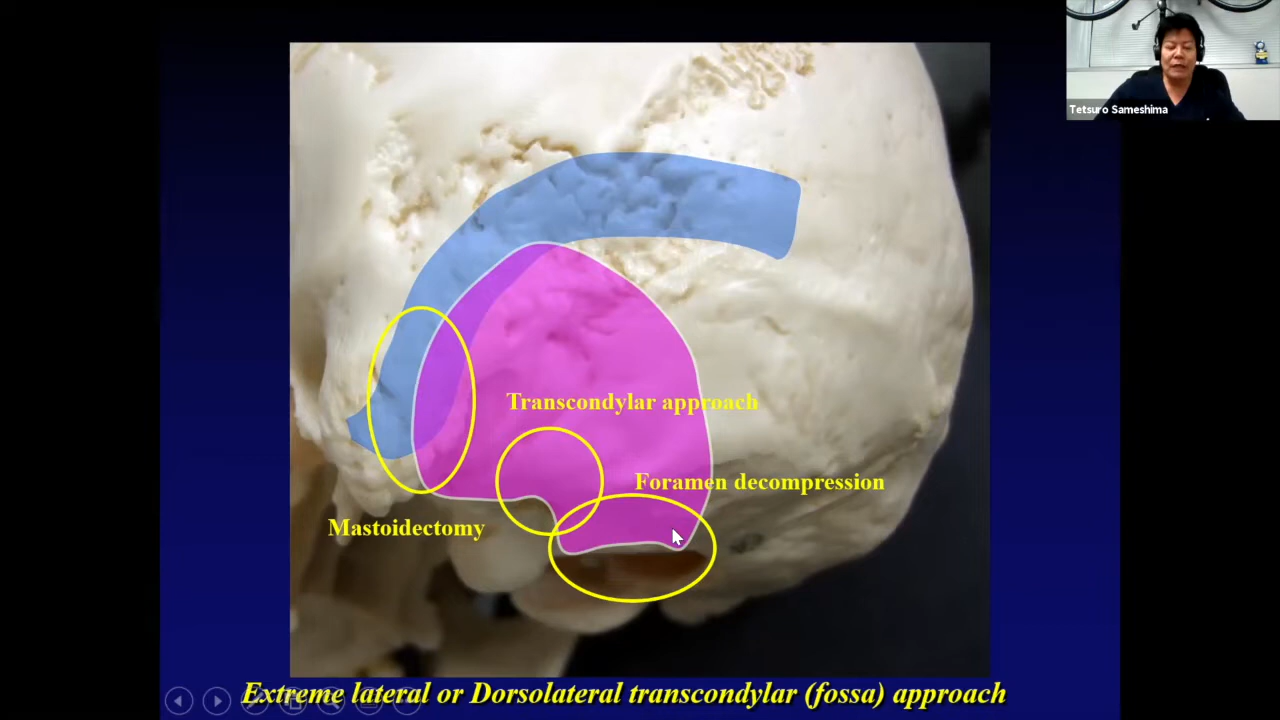 Tetsuro Sameshima
Transcondylar approach
Foramen decompression
Mastoidectomy
Extreme lateral or Dorsolateral transcondylar (fossa) approach